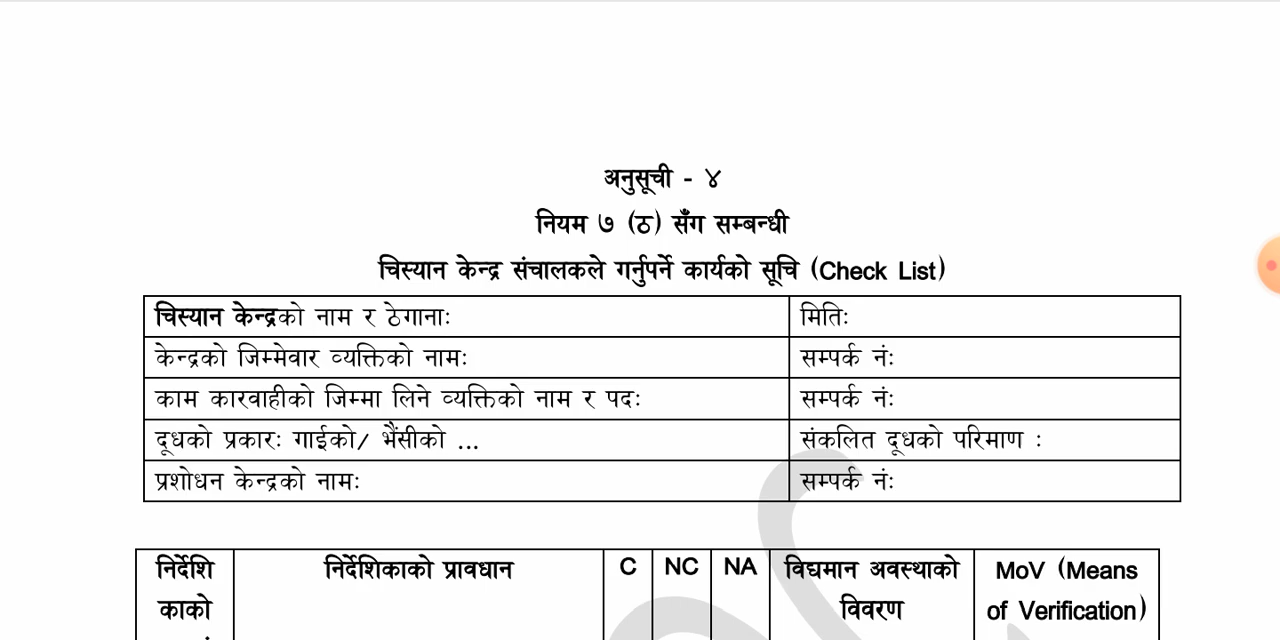 अनुसूची - ४
नियम ७ (ठ) सँग सम्बन्धी
चिस्यान केन्द्र संचालकले गर्नुपर्ने कार्यको सूचि (Check List)
चिस्यान केन्द्रको नाम र ठेगानाः मितिः
केन्द्रको जिम्मेवार व्यक्तिको नामः सम्पर्क नंः
काम कारवाहीको जिम्मा लिने व्यक्तिको नाम र पदः सम्पर्क नंः
दूधको प्रकारः गाईको/ भैंसीको ... संकलित दूधको परिमाण :
प्रशोधन केन्द्रको नामः सम्पर्क नंः
निर्देशि निर्देशिकाको प्रावधान C NC NA विद्यमान अवस्थाको MoV (Means
काको विवरण of Verification)